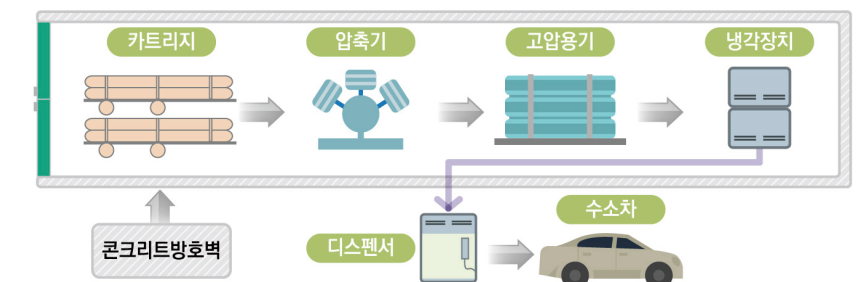 카트리지
압축기
고압용기
냉각장치
수소차
디스펜서
콘크리트방호벽